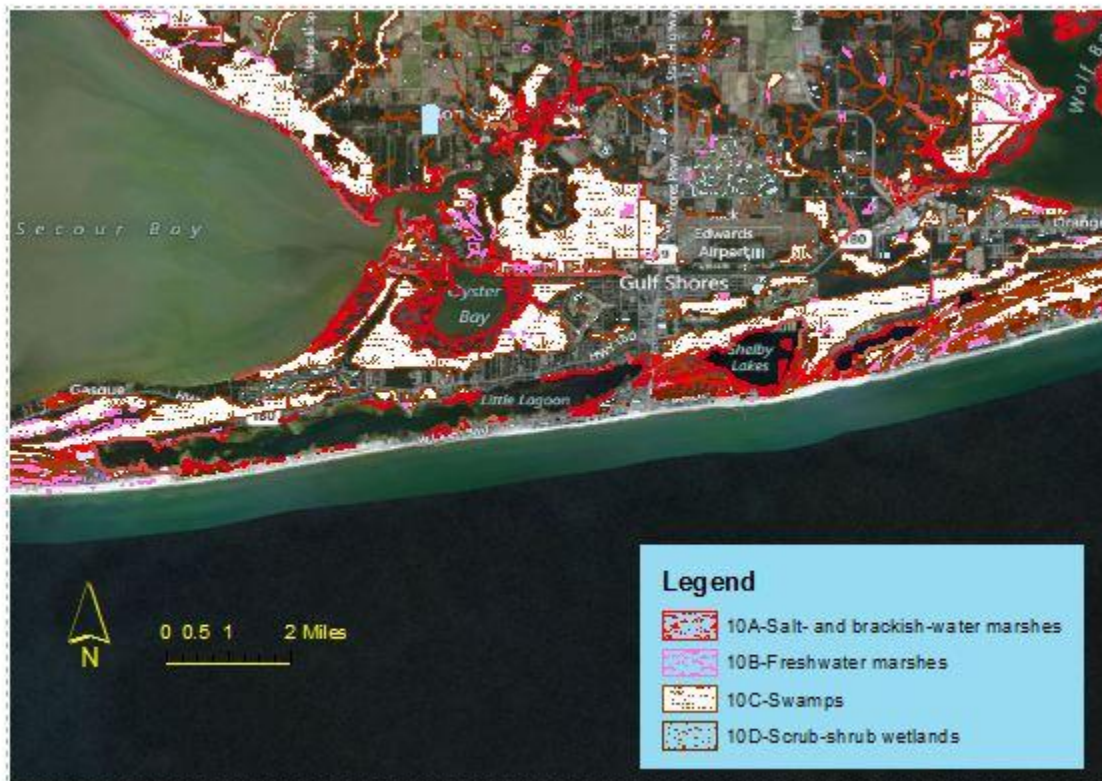 Wolf B
Secour Bay
Edwards
Airport
180
Gulf Shores
Oyster
Bay
Shelby
Lakes
Gasque
Little Lagoon
Legend
10A-Salt- and brackish-water marshes
10B-Freshwater marshes
10C-Swamps
10D-Scrub-shrub wetlands
0 0.5 1 2 Miles
N